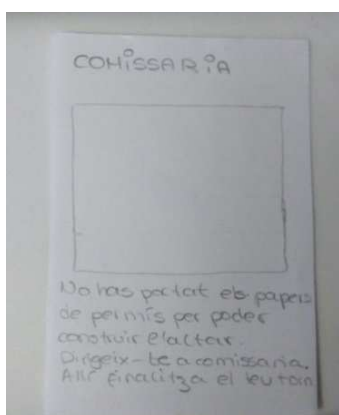 COMiSSARiA
No has portat els papers
de permís per poder
construir l'altar.
Dirigeix-te a comissaria.
Allí finalitza el teu torn